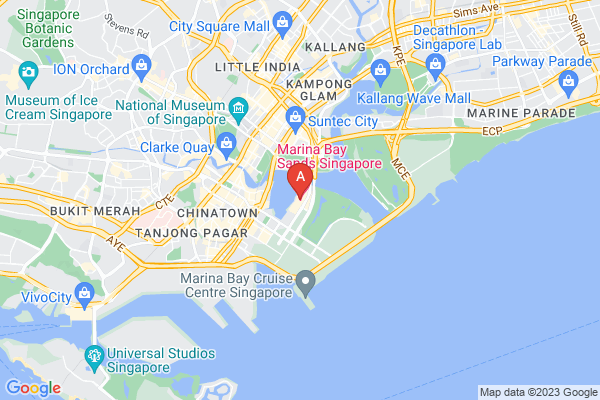 Singapore
Botanic
Gardens
Stevens Rd
City Square Mall
Sims Ave
Still Rd
KPE
KALLANG
Decathlon-
Singapore Lab
ION Orchard
LITTLE INDIA
Parkway Parade
KAMPONG
GLAM
Kallang Wave Mall
Museum of Ice
Cream Singapore
National Museum
of Singapore
Suntec City
MARINE PARADE
ECP
Clarke Quay
Marina Bay
Sands Singapore
MCE
A
CTE
BUKIT MERAH
CHINATOWN
TANJONG PAGAR
AYE
Marina Bay Cruise
Centre Singapore
VivoCity
Universal Studios
Singapore
Google
Map data ©2023 Google